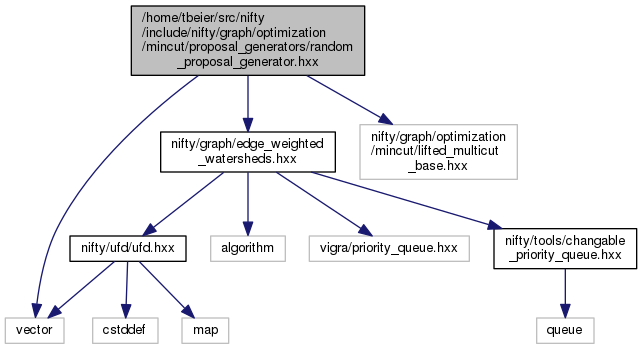 /home/tbeier/src/nifty
/include/nifty/graph/optimization
/mincut/proposal_generators/random
_proposal_generator.hxx
nifty/graph/edge_weighted
_watersheds.hxx
nifty/graph/optimization
/mincut/lifted_multicut
_base.hxx
nifty/ufd/ufd.hxx
algorithm
vigra/priority_queue.hxx
nifty/tools/changable
_priority_queue.hxx
vector
cstddef
map
queue